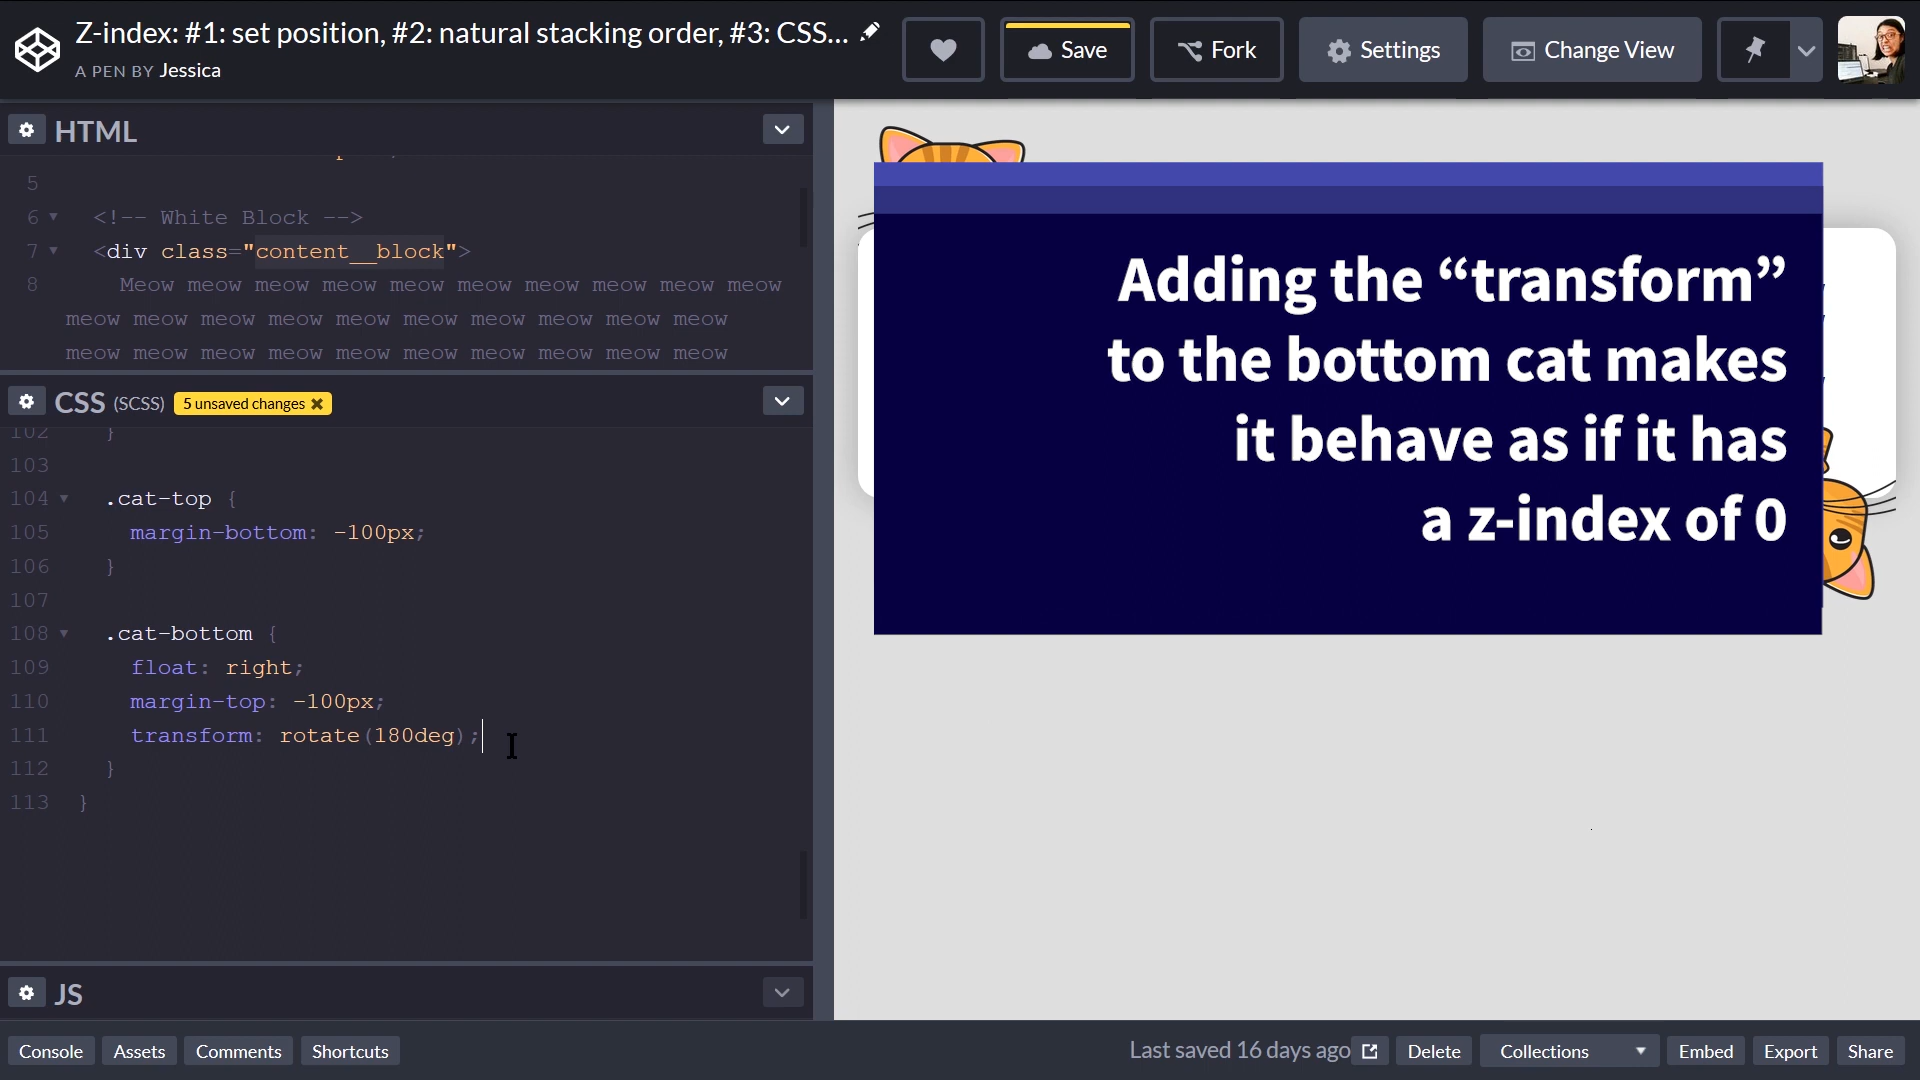 Z-index: #1: set position, #2: natural stacking order, #3: CSS...
A PEN BY Jessica
Save
Fork
Settings
Change View
HTML
5
6 <!-- White Block -->
7 <div class="content__block">
8 Meow meow meow meow meow meow meow meow meow meow
meow meow meow meow meow meow meow meow meow meow
meow meow meow meow meow meow meow meow meow meow
CSS (SCSS) 5 unsaved changes
102 }
103
104 .cat-top {
105 margin-bottom: -100px;
106 }
107
108 .cat-bottom {
109 float: right;
110 margin-top: -100px;
111 transform: rotate(180deg);
112 }
113 }
JS
Adding the “transform”
to the bottom cat makes
it behave as if it has
a z-index of 0
Console
Assets
Comments
Shortcuts
Last saved 16 days ago
Delete
Collections
Embed
Export
Share